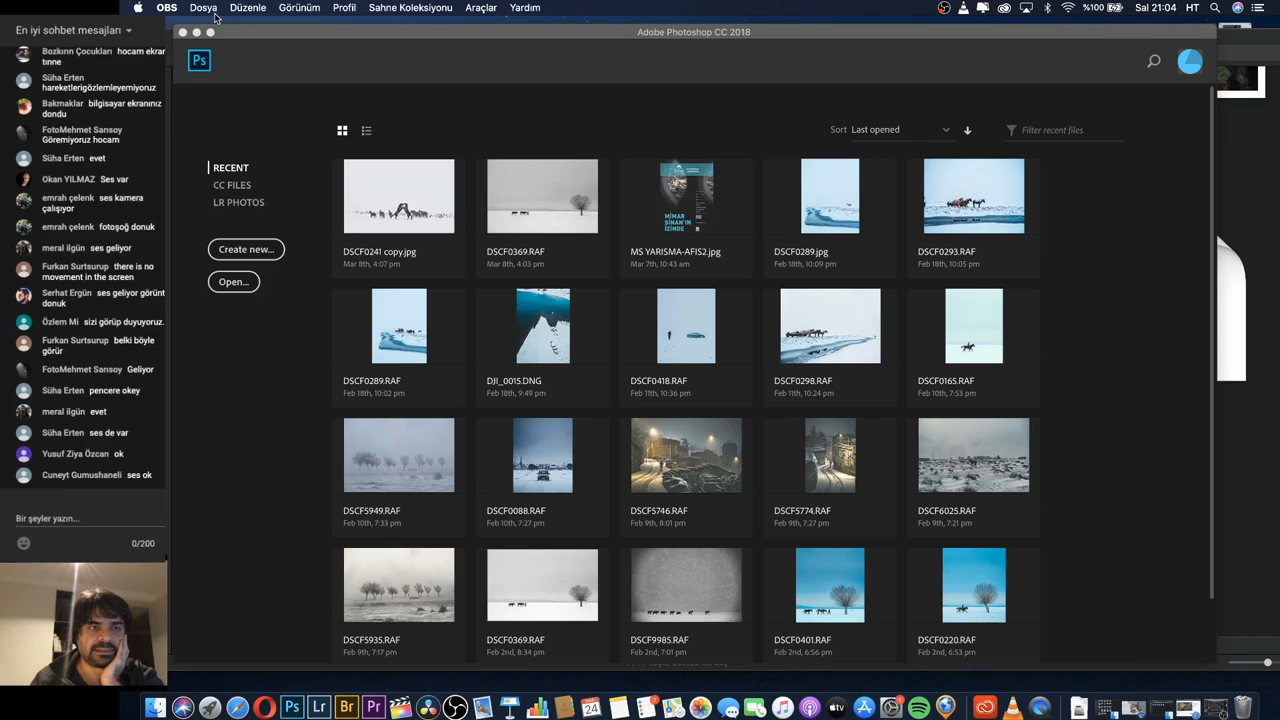 OBS Dosya Düzenle Görünüm Profil Sahne Koleksiyonu Araçlar Yardım %100 Sal 21:04 HT
En iyi sohbet mesajları
Bozkırın Çocukları hocam ekran
tınne
Süha Erten
hareketlerigözlemleyemiyoruz
Bakmaklar bilgisayar ekranınız
dondu
FotoMehmet Sarısoy
Göremiyoruz hocam
Süha Erten evet
Okan YILMAZ Ses var
emrah çelenk ses kamera
çalışıyor
emrah çelenk fotoşoğ donuk
meral ilgün ses geliyor
Furkan Surtsurup there is no
movement in the screen
Serhat Ergün ses geliyor görünt
donuk
Özlem Mi sizi görüp duyuyoruz.
Furkan Surtsurup belki böyle
görür
FotoMehmet Sarısoy Geliyor
Süha Erten pencere okey
meral ilgün evet
Süha Erten ses de var
Yusuf Ziya Özcan ok
Cuneyt Gumushaneli ses ok
Bir şeyler yazın...
0/200
Adobe Photoshop CC 2018
Ps
Sort Last opened
Filter recent files
RECENT
CC FILES
LR PHOTOS
Create new...
Open...
DSCF0241 copy.jpg
Mar 8th, 4:07 pm
DSCF0369.RAF
Mar 8th, 4:03 pm
MİMAR
SİNAN'IN
İZİNDE
MS YARISMA-AFIS2.jpg
Mar 7th, 10:43 am
DSCF0289.jpg
Feb 18th, 10:09 pm
DSCF0293.RAF
Feb 18th, 10:05 pm
DSCF0289.RAF
Feb 18th, 10:02 pm
DJI_0015.DNG
Feb 18th, 9:49 pm
DSCF0418.RAF
Feb 11th, 10:36 pm
DSCF0298.RAF
Feb 11th, 10:24 pm
DSCF0165.RAF
Feb 10th, 7:53 pm
DSCF5949.RAF
Feb 10th, 7:33 pm
DSCF0088.RAF
Feb 10th, 7:27 pm
DSCF5746.RAF
Feb 9th, 8:01 pm
DSCF5774.RAF
Feb 9th, 7:27 pm
DSCF6025.RAF
Feb 9th, 7:21 pm
DSCF5935.RAF
Feb 9th, 7:17 pm
DSCF0369.RAF
Feb 2nd, 8:34 pm
DSCF9985.RAF
Feb 2nd, 7:01 pm
DSCF0401.RAF
Feb 2nd, 6:56 pm
DSCF0220.RAF
Feb 2nd, 6:53 pm
Ps Lr Br Pr 24 tv